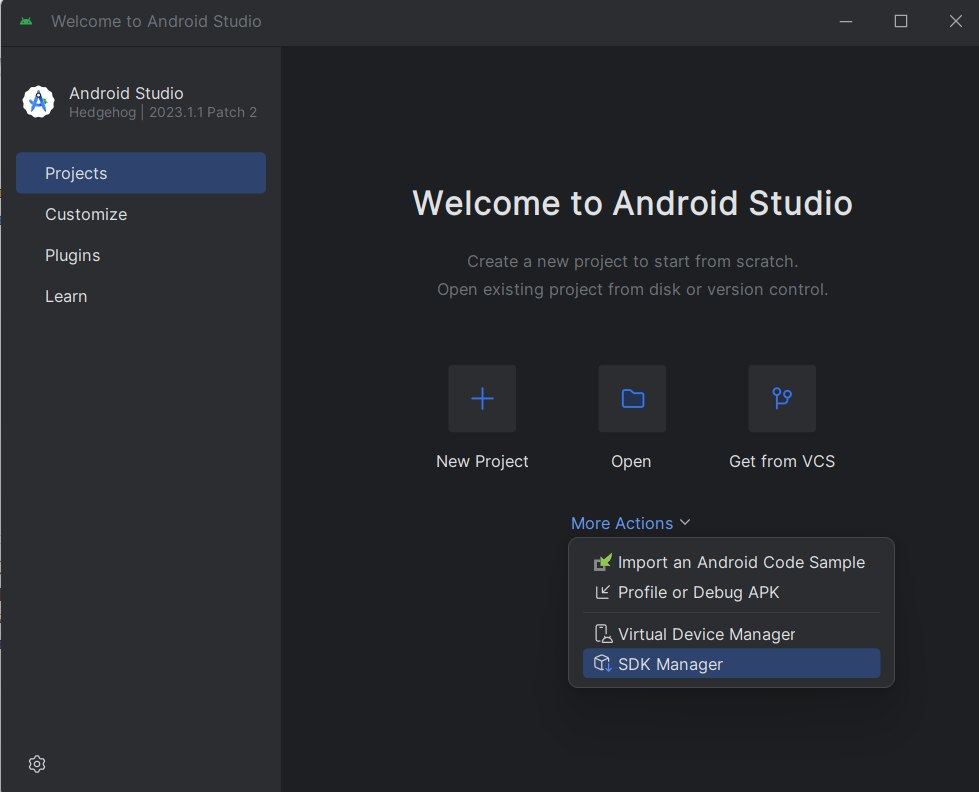 Welcome to Android Studio
Android Studio
Hedgehog | 2023.1.1 Patch 2
Projects
Customize
Plugins
Learn
Welcome to Android Studio
Create a new project to start from scratch.
Open existing project from disk or version control.
New Project
Open
Get from VCS
More Actions
Import an Android Code Sample
Profile or Debug APK
Virtual Device Manager
SDK Manager